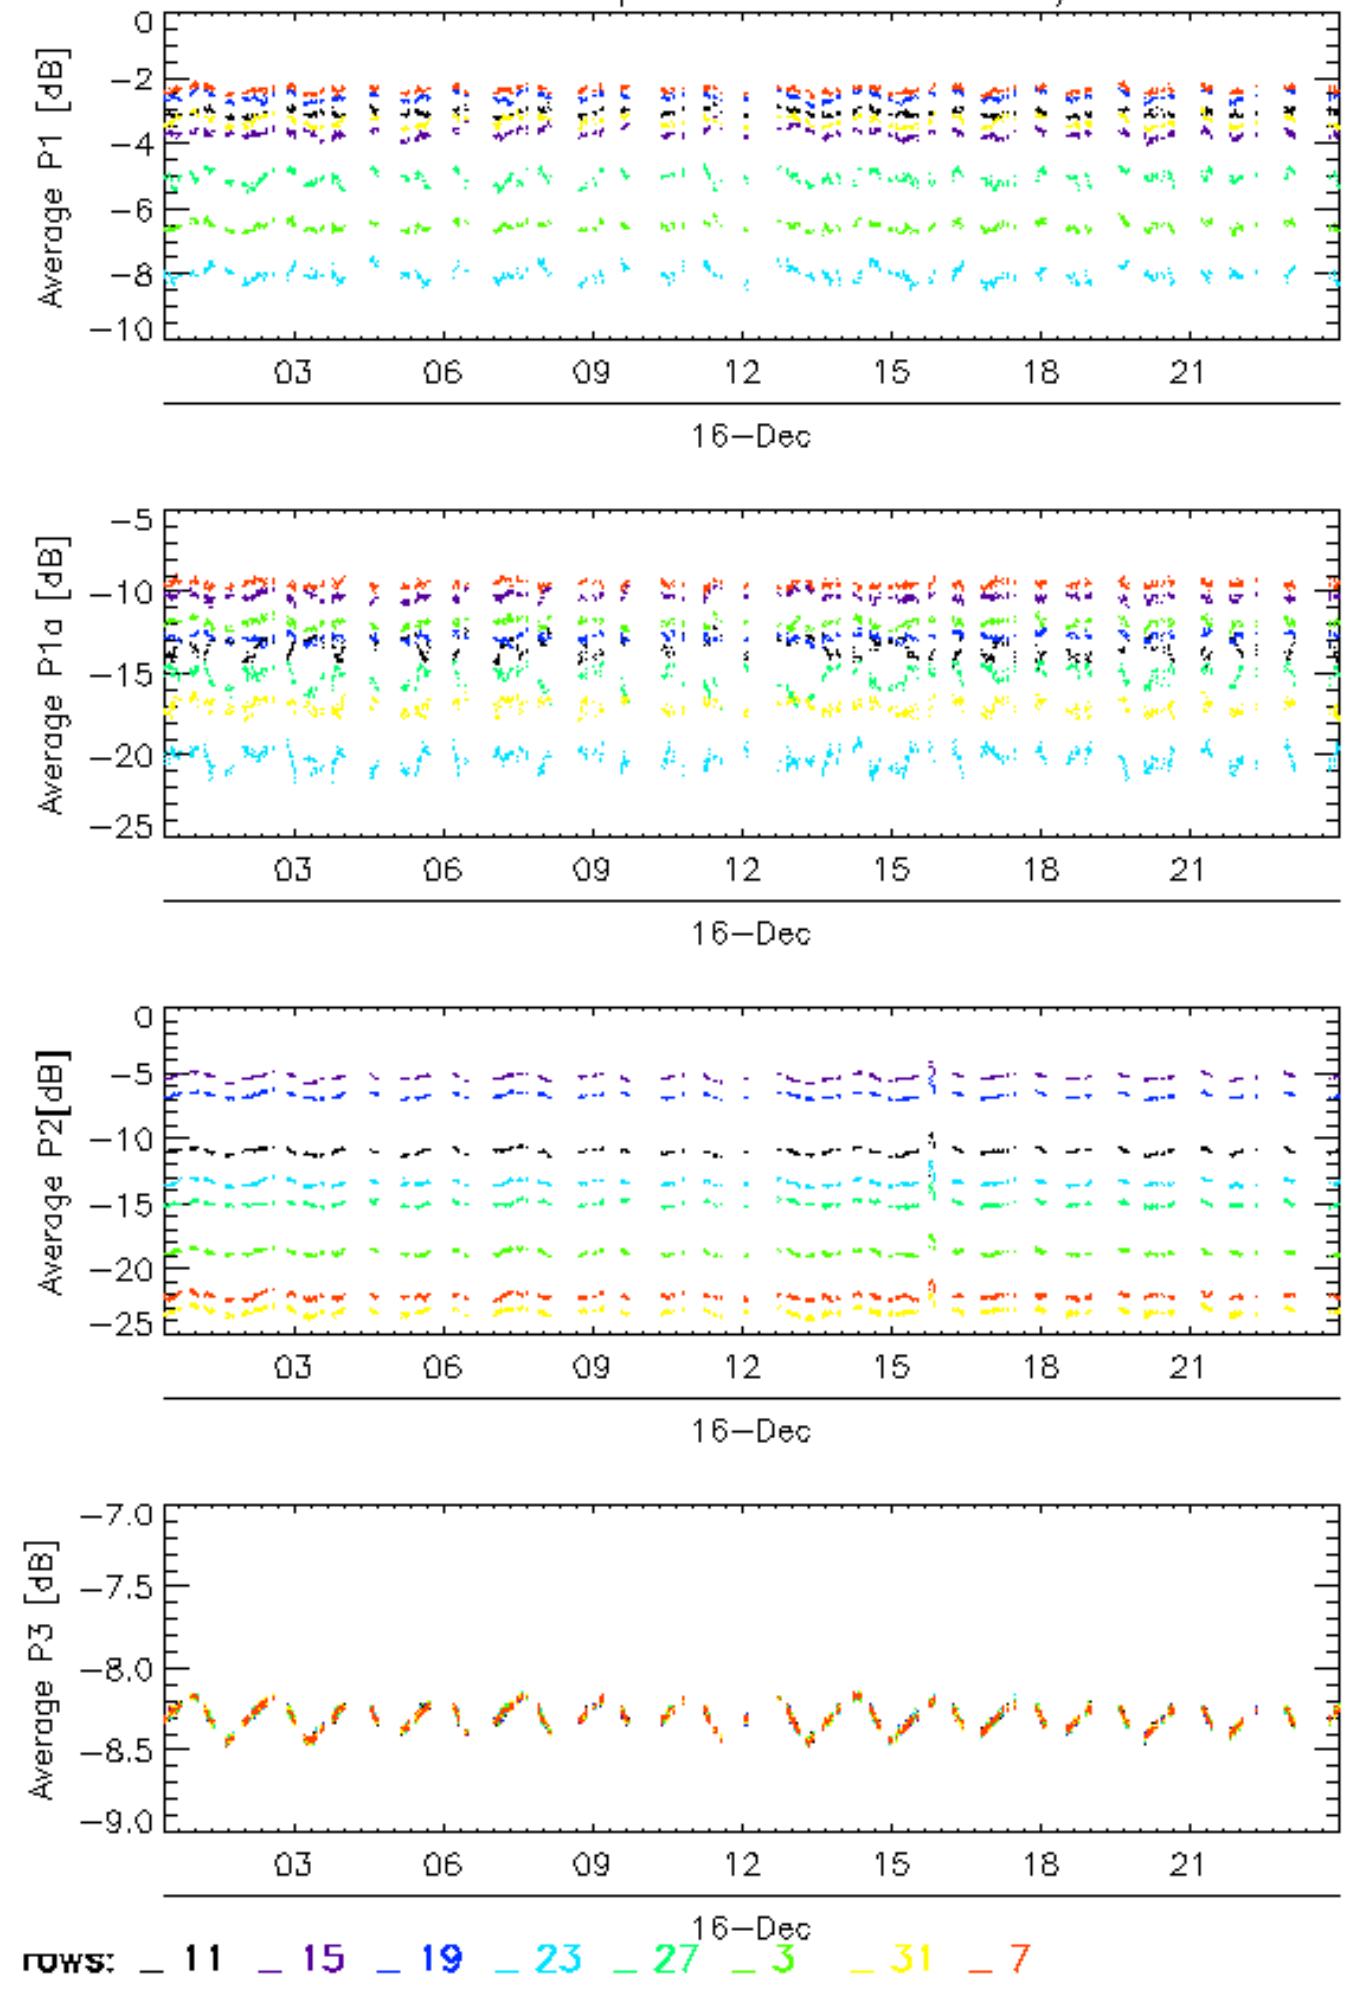 0
−2
−4
−6
−8
−10
Average P1 [dB]
03 06 09 12 15 18 21
16−Dec
−5
−10
−15
−20
−25
Average P1a [dB]
03 06 09 12 15 18 21
16−Dec
0
−5
−10
−15
−20
−25
Average P2[dB]
03 06 09 12 15 18 21
16−Dec
−7.0
−7.5
−8.0
−8.5
−9.0
Average P3 [dB]
03 06 09 12 15 18 21
16−Dec
rows: _ 11 _ 15 _ 19 _ 23 _ 27 _ 3 _ 31 _ 7